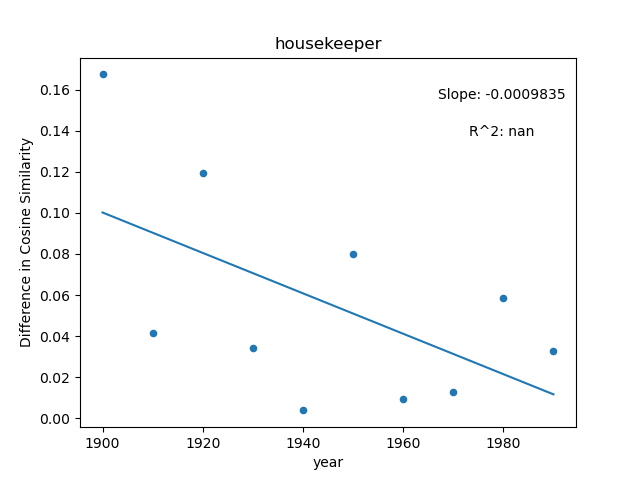 housekeeper
Slope: -0.0009835
R^2: nan
Difference in Cosine Similarity
0.16
0.14
0.12
0.10
0.08
0.06
0.04
0.02
0.00
1900 1920 1940 1960 1980
year